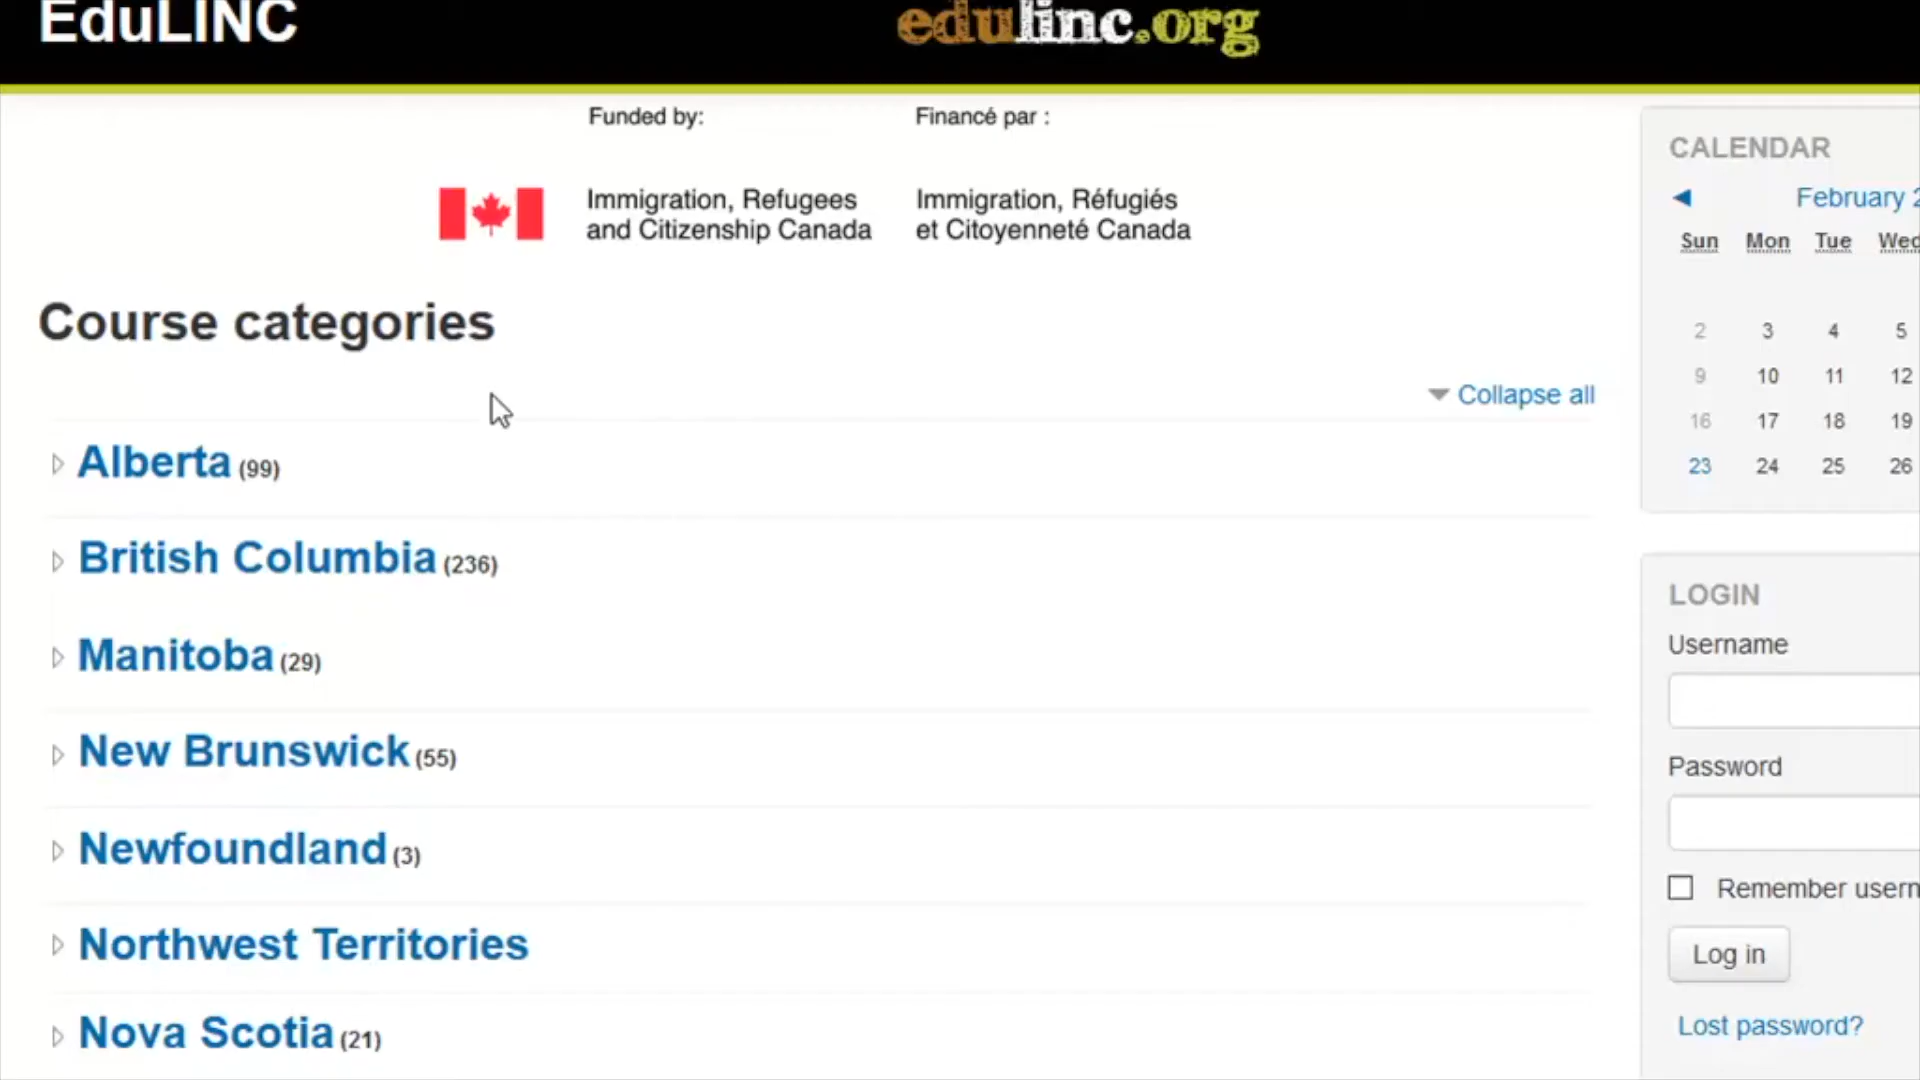 EduLINC
edulinc.org
Funded by:
Financé par :
Immigration, Refugees
and Citizenship Canada
Immigration, Réfugiés
et Citoyenneté Canada
Course categories
Collapse all
Alberta (99)
British Columbia (236)
Manitoba (29)
New Brunswick (55)
Newfoundland (3)
Northwest Territories
Nova Scotia (21)
CALENDAR
February
Sun Mon Tue Wed
2 3 4 5
9 10 11 12
16 17 18 19
23 24 25 26
LOGIN
Username
Password
Remember usern
Log in
Lost password?